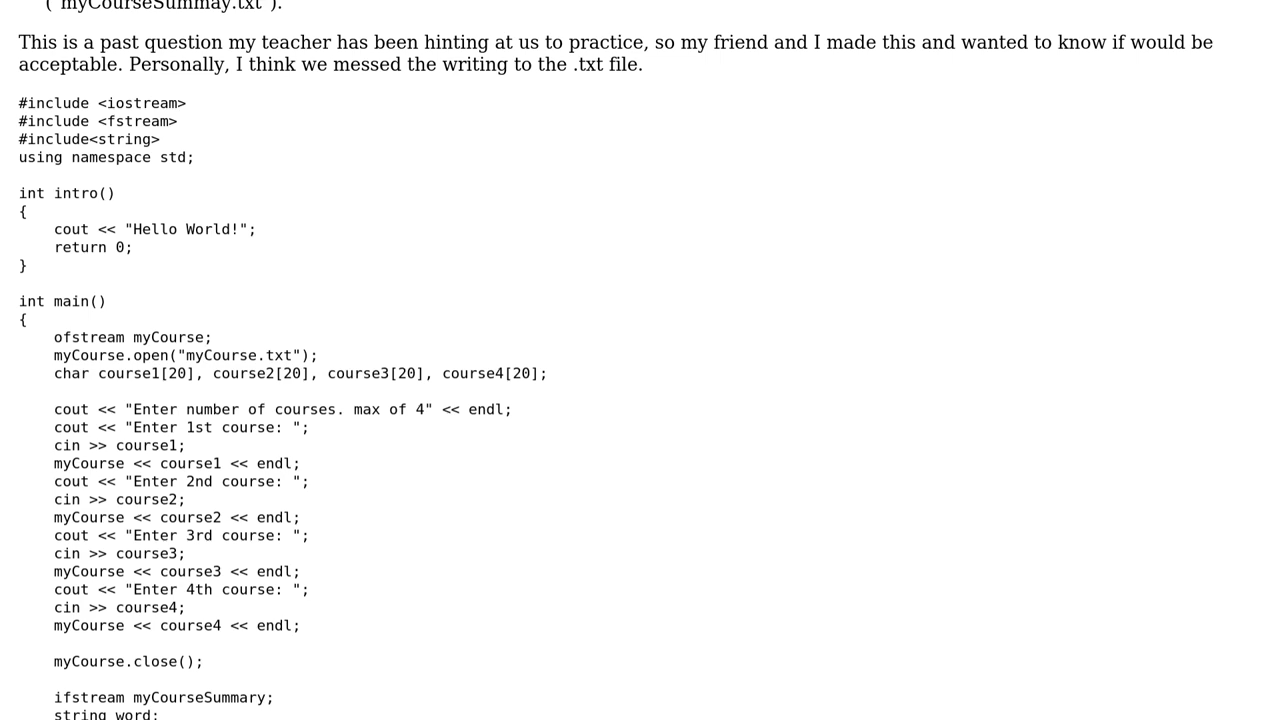 ("myCourseSummay.txt").
This is a past question my teacher has been hinting at us to practice, so my friend and I made this and wanted to know if would be
acceptable. Personally, I think we messed the writing to the .txt file.
#include <iostream>
#include <fstream>
#include<string>
using namespace std;
int intro()
{
    cout << "Hello World!";
    return 0;
}
int main()
{
    ofstream myCourse;
    myCourse.open("myCourse.txt");
    char course1[20], course2[20], course3[20], course4[20];
    cout << "Enter number of courses. max of 4" << endl;
    cout << "Enter 1st course: ";
    cin >> course1;
    myCourse << course1 << endl;
    cout << "Enter 2nd course: ";
    cin >> course2;
    myCourse << course2 << endl;
    cout << "Enter 3rd course: ";
    cin >> course3;
    myCourse << course3 << endl;
    cout << "Enter 4th course: ";
    cin >> course4;
    myCourse << course4 << endl;
    myCourse.close();
    ifstream myCourseSummary;
    string word;